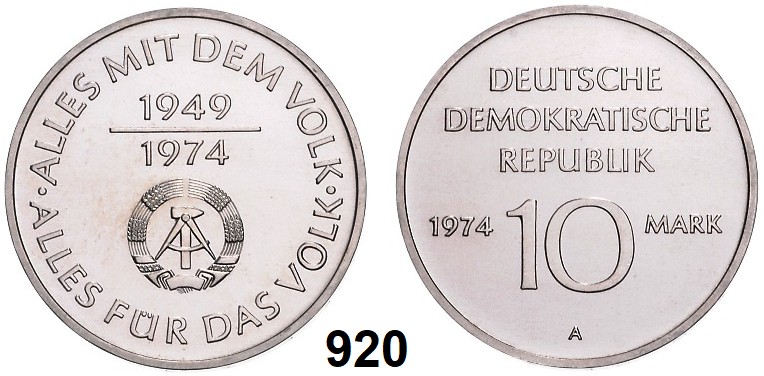 · ALLES MIT DEM VOLK · ALLES FÜR DAS VOLK
1949
1974
DEUTSCHE
DEMOKRATISCHE
REPUBLIK
1974 10 MARK
A
920